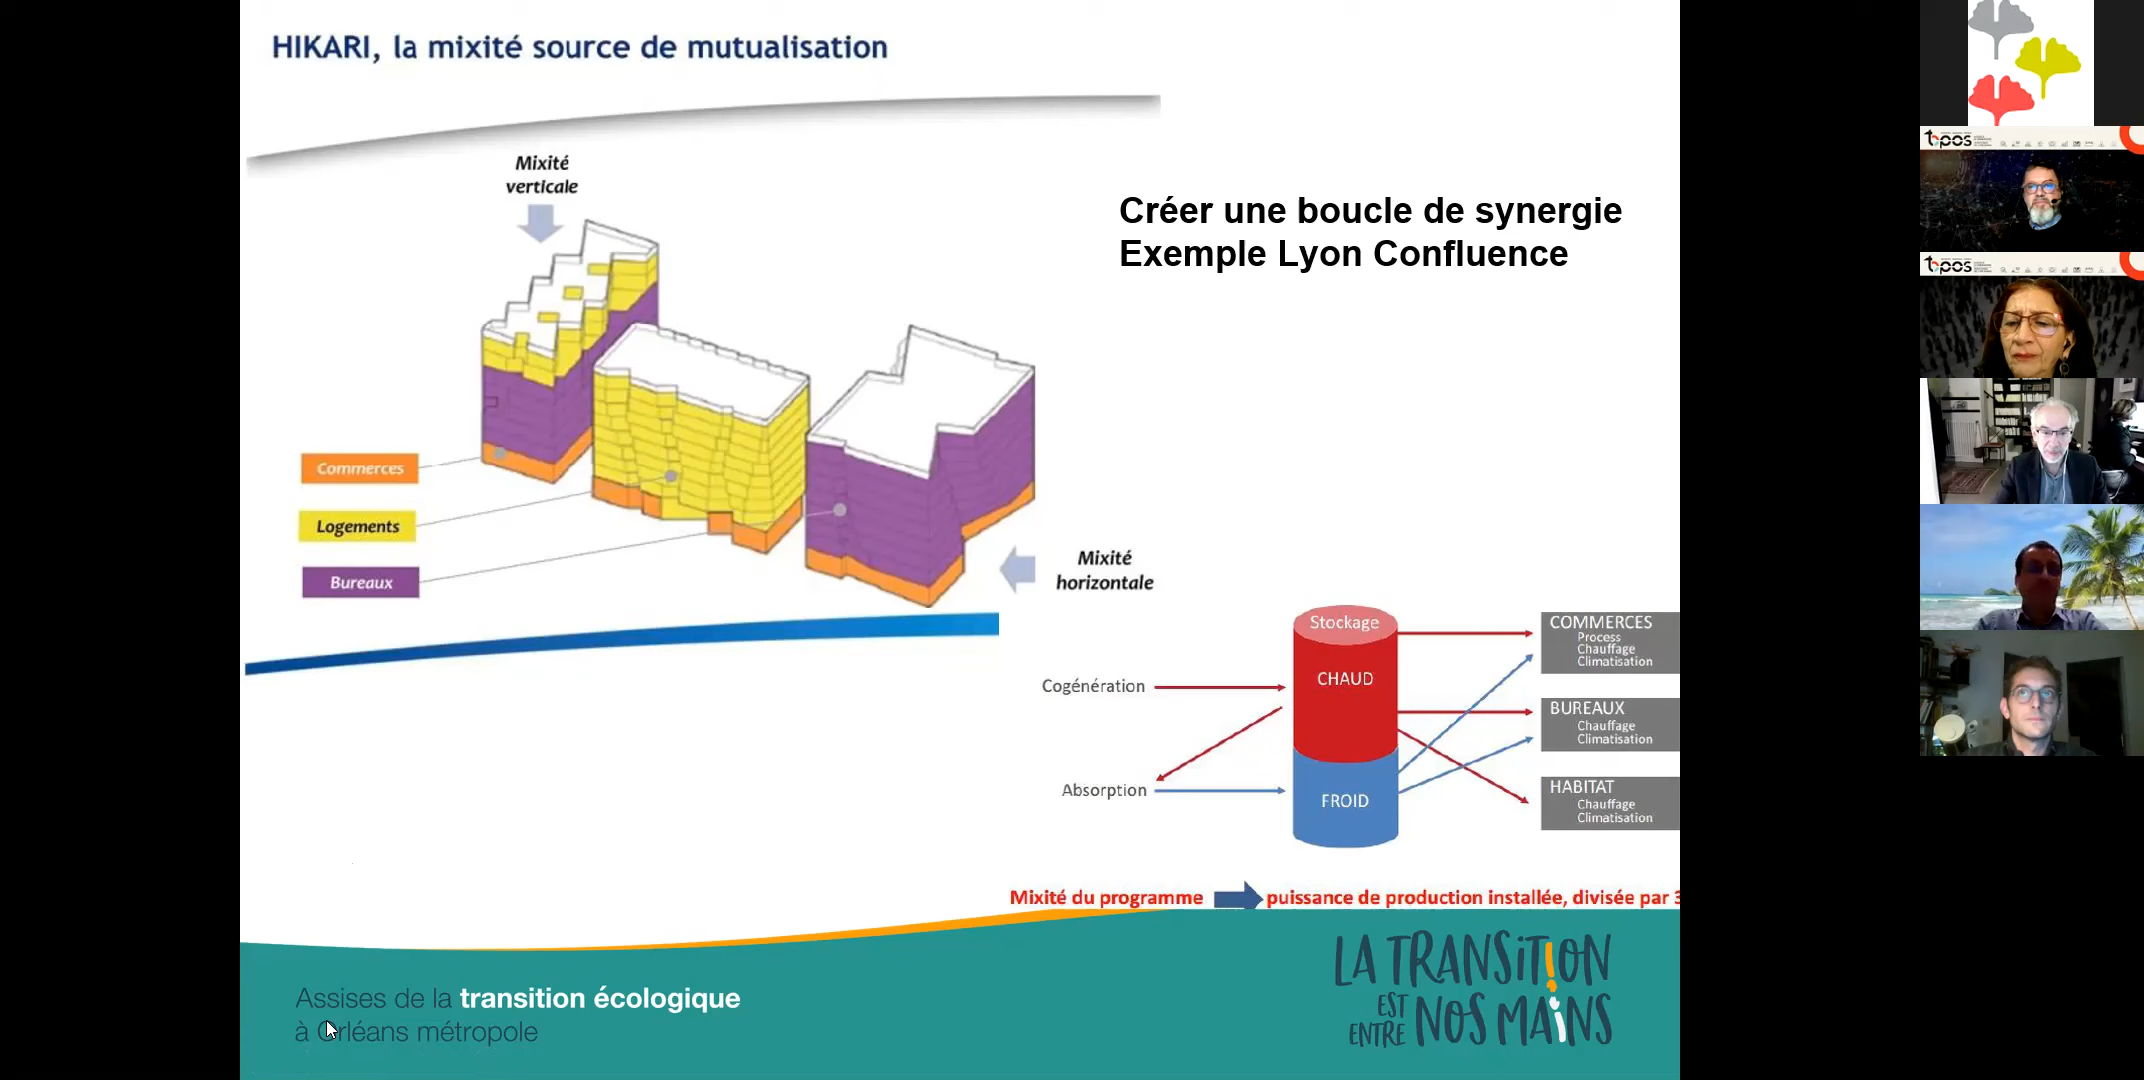 HIKARI, la mixité source de mutualisation
Mixité
verticale
Créer une boucle de synergie
Exemple Lyon Confluence
Commerces
Logements
Bureaux
Mixité
horizontale
Stockage
CHAUD
FROID
Cogénération
Absorption
COMMERCES
Process
Chauffage
Climatisation
BUREAUX
Chauffage
Climatisation
HABITAT
Chauffage
Climatisation
Mixité du programme
puissance de production installée, divisée par 3
Assises de la transition écologique
à Orléans métropole
LA TRANSiTION
EST
ENTRE
NOS MAiNS
topos
topos